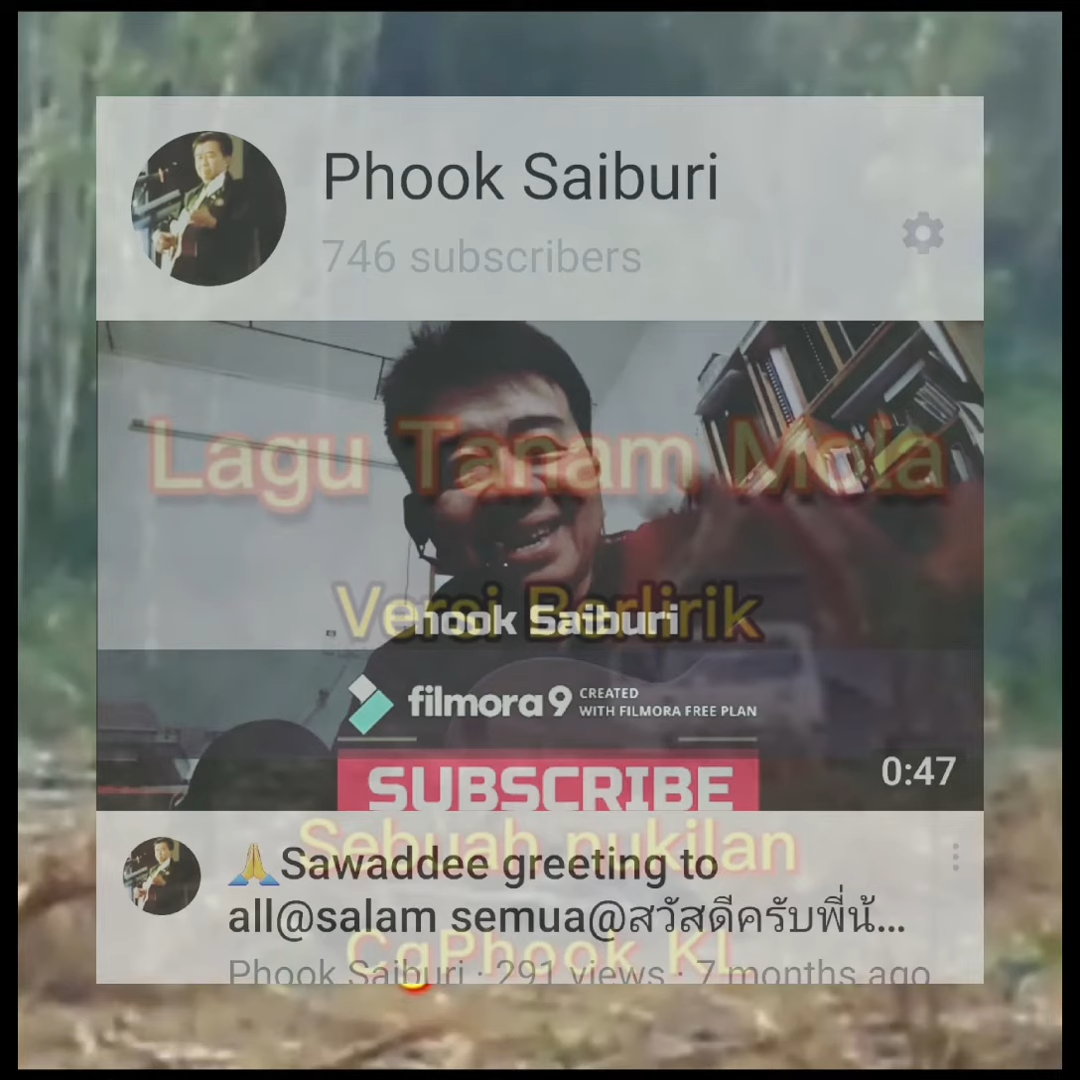 Phook Saiburi
746 subscribers
Lagu Tanam Mola
Versi Berlirik
Phook Saiburi
filmora9 CREATED
WITH FILMORA FREE PLAN
SUBSCRIBE
0:47
Sebuah nukilan
🙏Sawaddee greeting to
all@salam semua@สวัสดีครับพี่น้...
CgPhook KL
Phook Saiburi · 291 views · 7 months ago